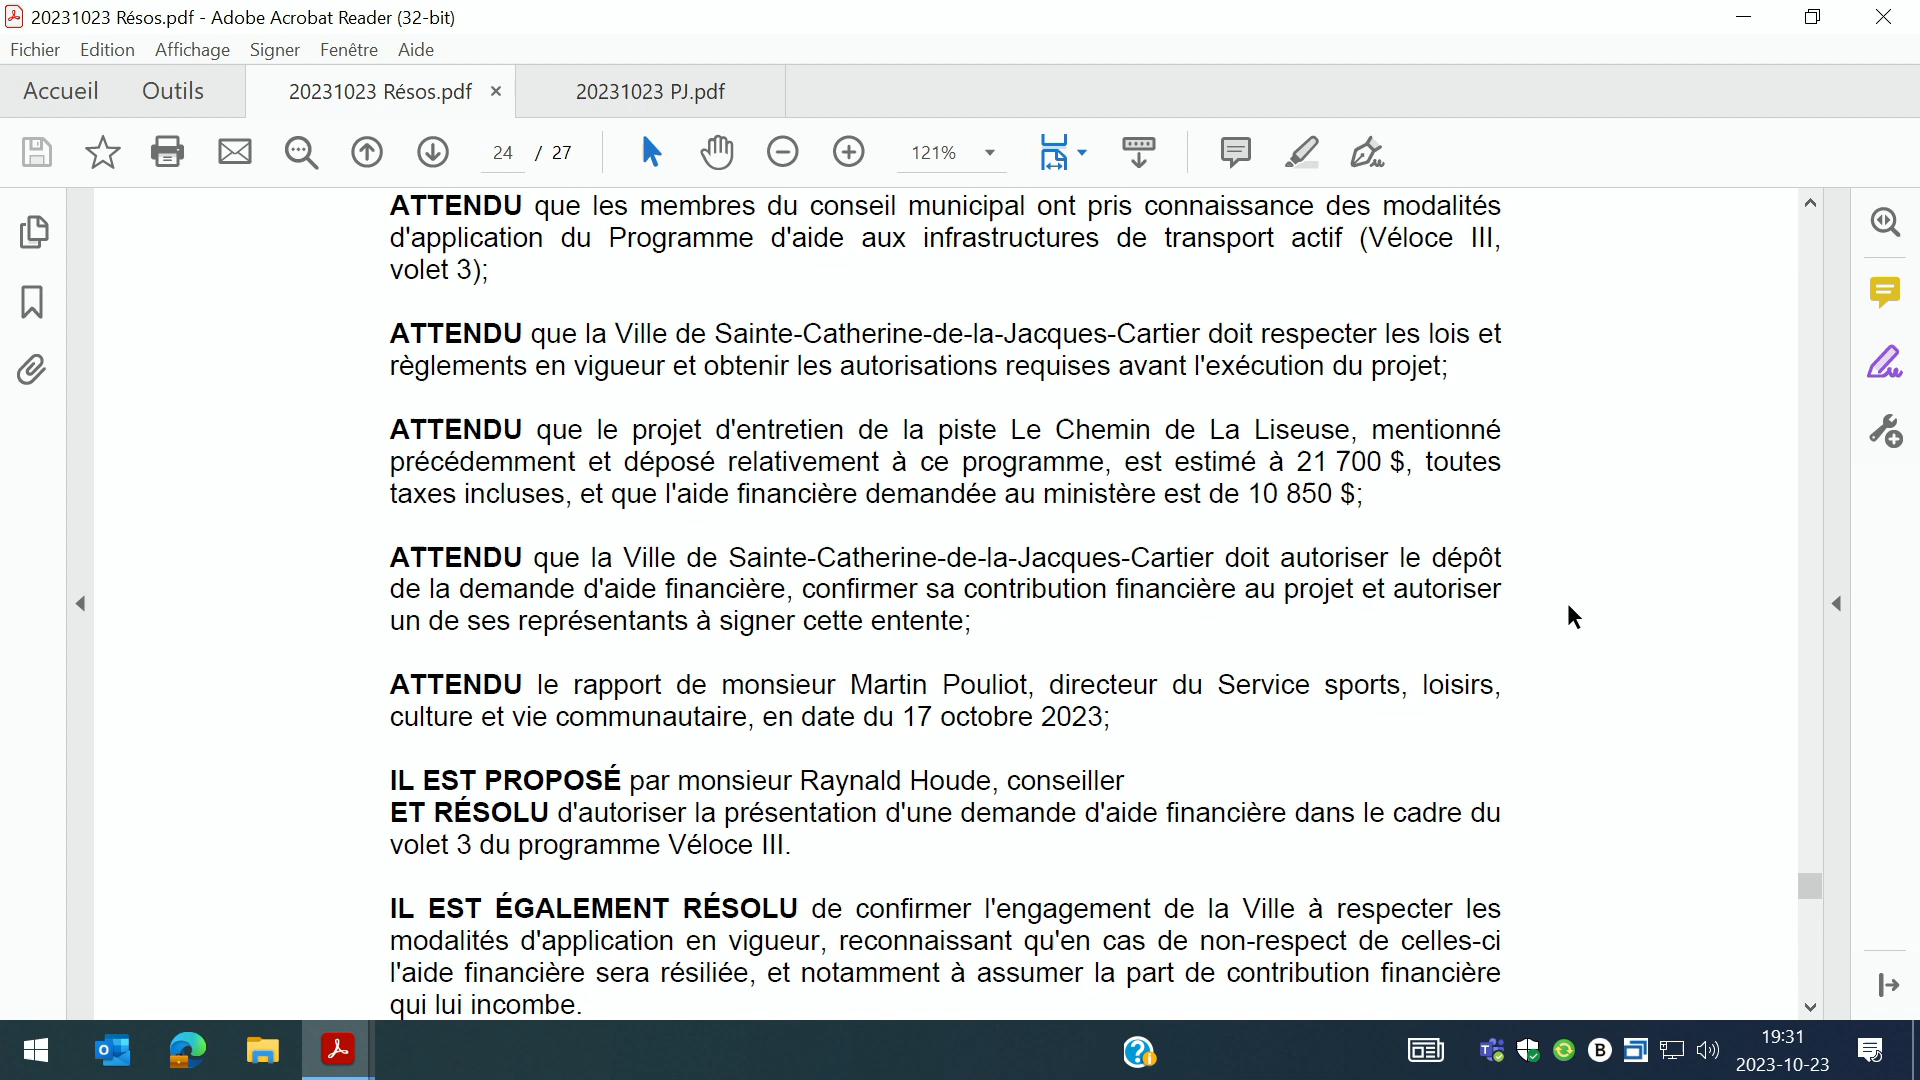 20231023 Résos.pdf - Adobe Acrobat Reader (32-bit)
Fichier Edition Affichage Signer Fenêtre Aide
Accueil Outils 20231023 Résos.pdf × 20231023 PJ.pdf
24 / 27 121%
ATTENDU que les membres du conseil municipal ont pris connaissance des modalités
d'application du Programme d'aide aux infrastructures de transport actif (Véloce III,
volet 3);
ATTENDU que la Ville de Sainte-Catherine-de-la-Jacques-Cartier doit respecter les lois et
règlements en vigueur et obtenir les autorisations requises avant l'exécution du projet;
ATTENDU que le projet d'entretien de la piste Le Chemin de La Liseuse, mentionné
précédemment et déposé relativement à ce programme, est estimé à 21 700 $, toutes
taxes incluses, et que l'aide financière demandée au ministère est de 10 850 $;
ATTENDU que la Ville de Sainte-Catherine-de-la-Jacques-Cartier doit autoriser le dépôt
de la demande d'aide financière, confirmer sa contribution financière au projet et autoriser
un de ses représentants à signer cette entente;
ATTENDU le rapport de monsieur Martin Pouliot, directeur du Service sports, loisirs,
culture et vie communautaire, en date du 17 octobre 2023;
IL EST PROPOSÉ par monsieur Raynald Houde, conseiller
ET RÉSOLU d'autoriser la présentation d'une demande d'aide financière dans le cadre du
volet 3 du programme Véloce III.
IL EST ÉGALEMENT RÉSOLU de confirmer l'engagement de la Ville à respecter les
modalités d'application en vigueur, reconnaissant qu'en cas de non-respect de celles-ci
l'aide financière sera résiliée, et notamment à assumer la part de contribution financière
qui lui incombe.
19:31
2023-10-23